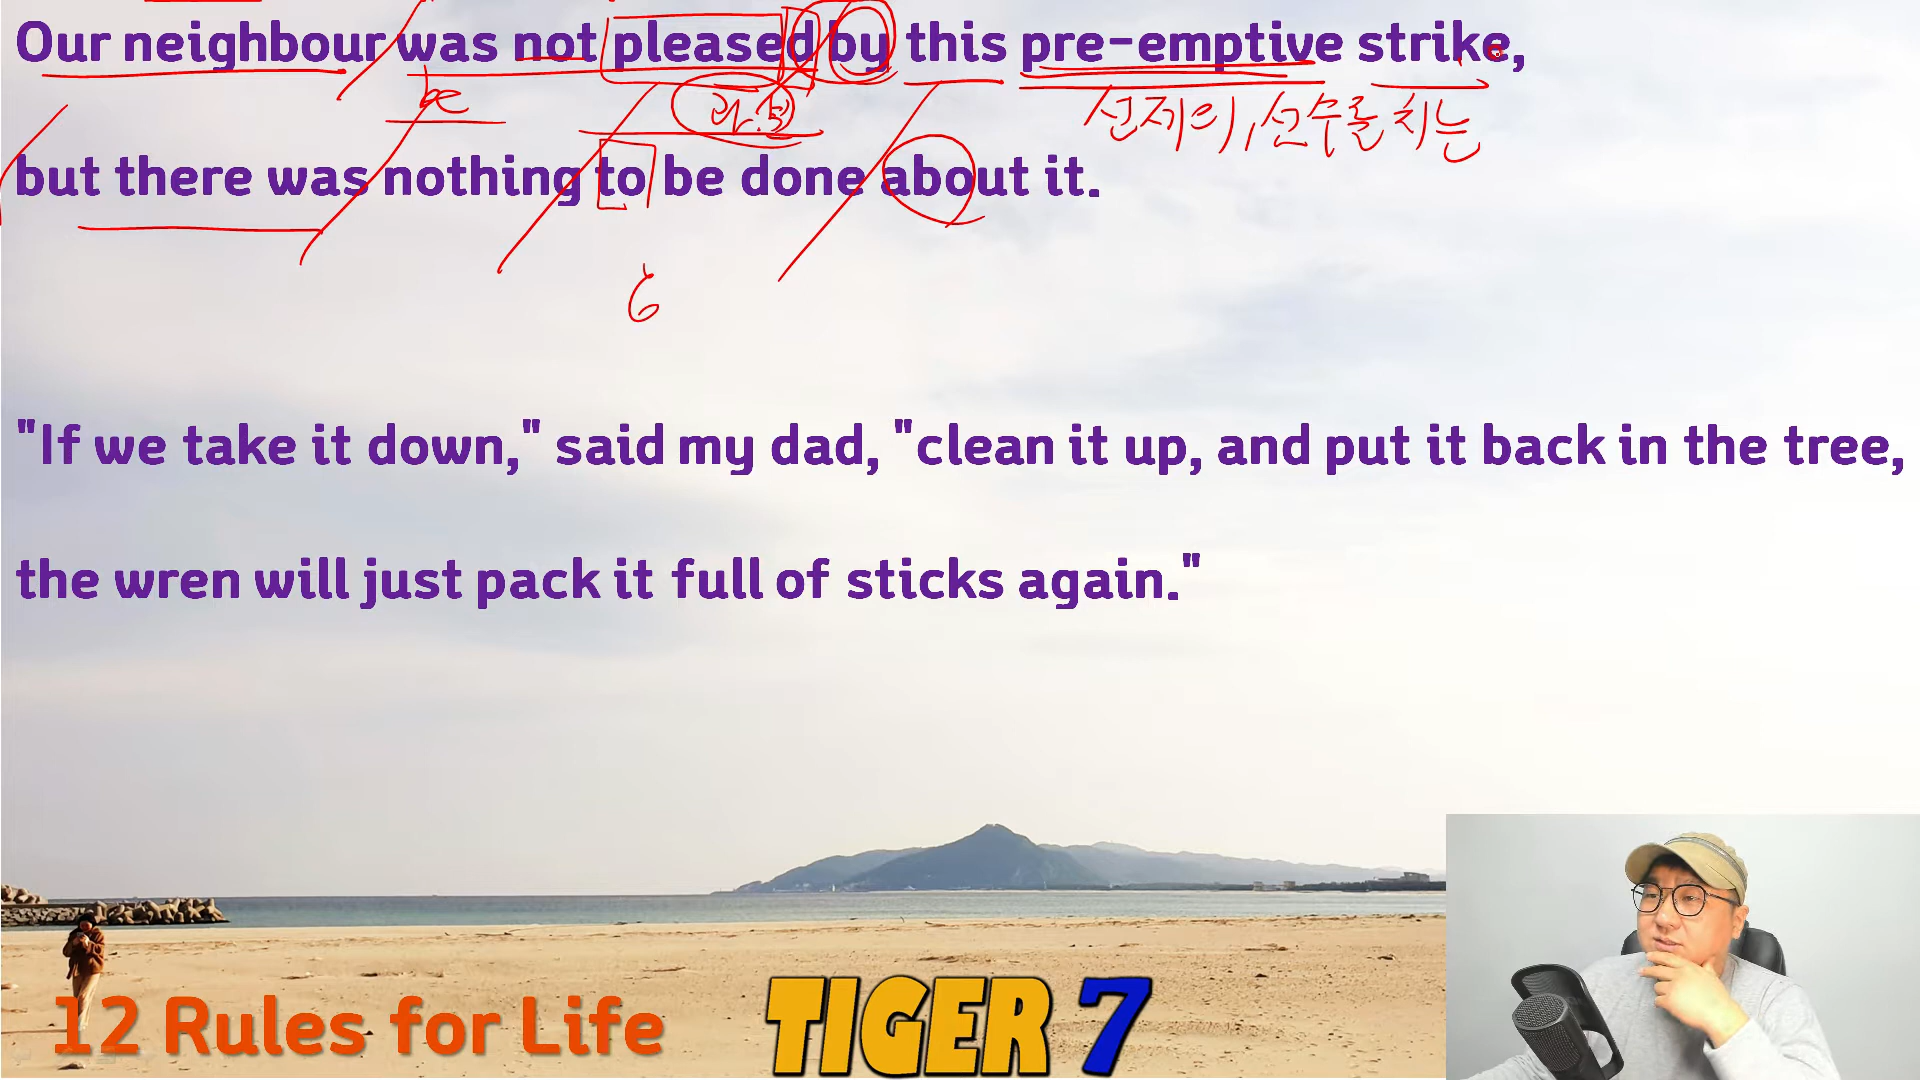 Our neighbour was not pleased by this pre-emptive strike,
be
과.분
선제의, 선수를 치는
but there was nothing to be done about it.
ㅎ
"If we take it down," said my dad, "clean it up, and put it back in the tree,
the wren will just pack it full of sticks again."
12 Rules for Life
TIGER 7